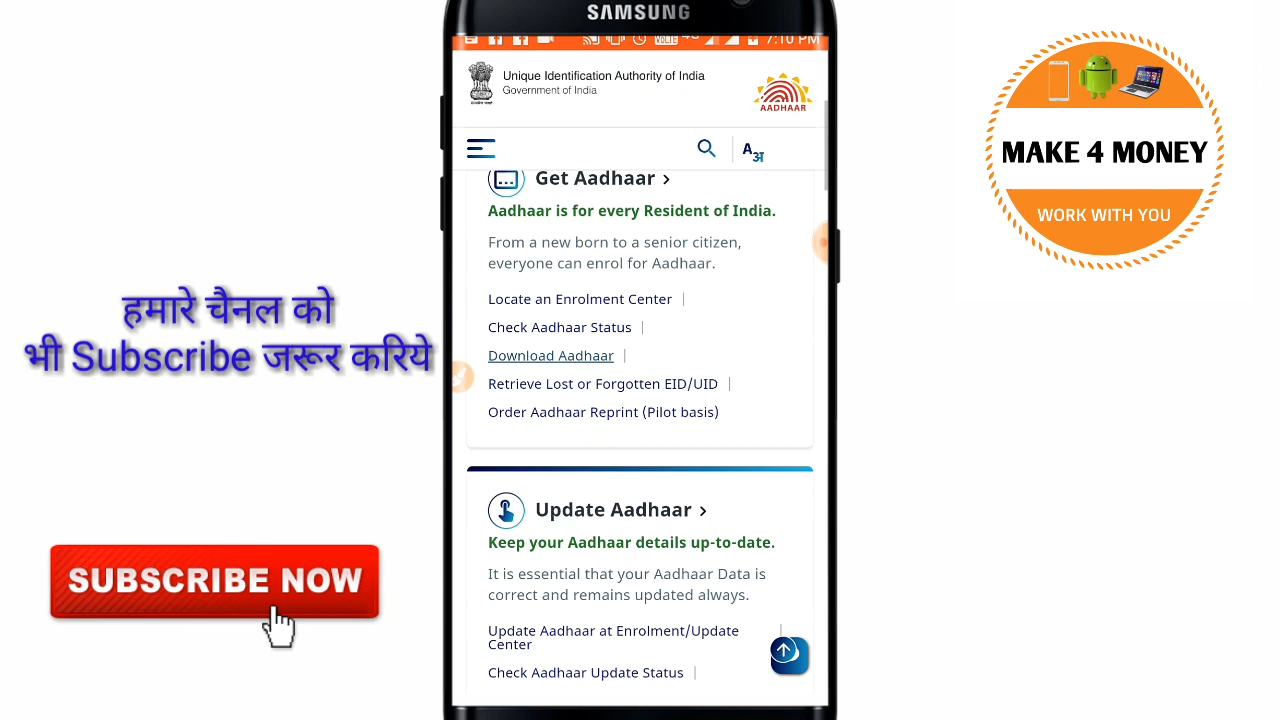 SAMSUNG
7:10 PM
Unique Identification Authority of India
Government of India
AADHAAR
A अ
Get Aadhaar
Aadhaar is for every Resident of India.
From a new born to a senior citizen,
everyone can enrol for Aadhaar.
Locate an Enrolment Center
Check Aadhaar Status
Download Aadhaar
Retrieve Lost or Forgotten EID/UID
Order Aadhaar Reprint (Pilot basis)
Update Aadhaar
Keep your Aadhaar details up-to-date.
It is essential that your Aadhaar Data is
correct and remains updated always.
Update Aadhaar at Enrolment/Update
Center
Check Aadhaar Update Status
हमारे चैनल को
भी Subscribe जरूर करिये
SUBSCRIBE NOW
MAKE 4 MONEY
WORK WITH YOU